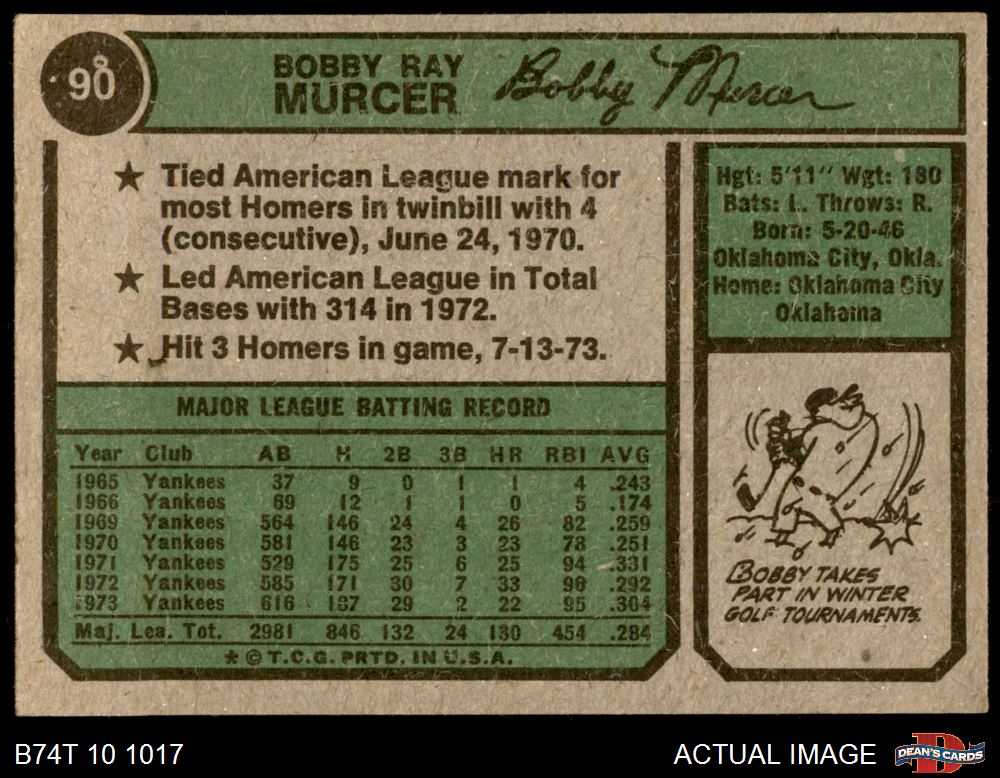 90
BOBBY RAY
MURCER
Bobby Murcer
★ Tied American League mark for
most Homers in twinbill with 4
(consecutive), June 24, 1970.
★ Led American League in Total
Bases with 314 in 1972.
★ Hit 3 Homers in game, 7-13-73.
Hgt: 5'11" Wgt: 180
Bats: L. Throws: R.
Born: 5-20-46
Oklahoma City, Okla.
Home: Oklahoma City
Oklahoma
MAJOR LEAGUE BATTING RECORD
Year Club AB H 2B 3B HR RBI AVG
1965 Yankees 37 9 0 1 1 4 .243
1966 Yankees 69 12 1 1 0 5 .174
1969 Yankees 564 146 24 4 26 82 .259
1970 Yankees 581 146 23 3 23 78 .251
1971 Yankees 529 175 25 6 25 94 .331
1972 Yankees 585 171 30 7 33 96 .292
1973 Yankees 616 187 29 2 22 95 .304
Maj. Lea. Tot. 2981 846 132 24 130 454 .284
★ © T.C.G. PRTD. IN U.S.A.
BOBBY TAKES
PART IN WINTER
GOLF TOURNAMENTS.
B74T 10 1017
ACTUAL IMAGE
DEAN'S CARDS